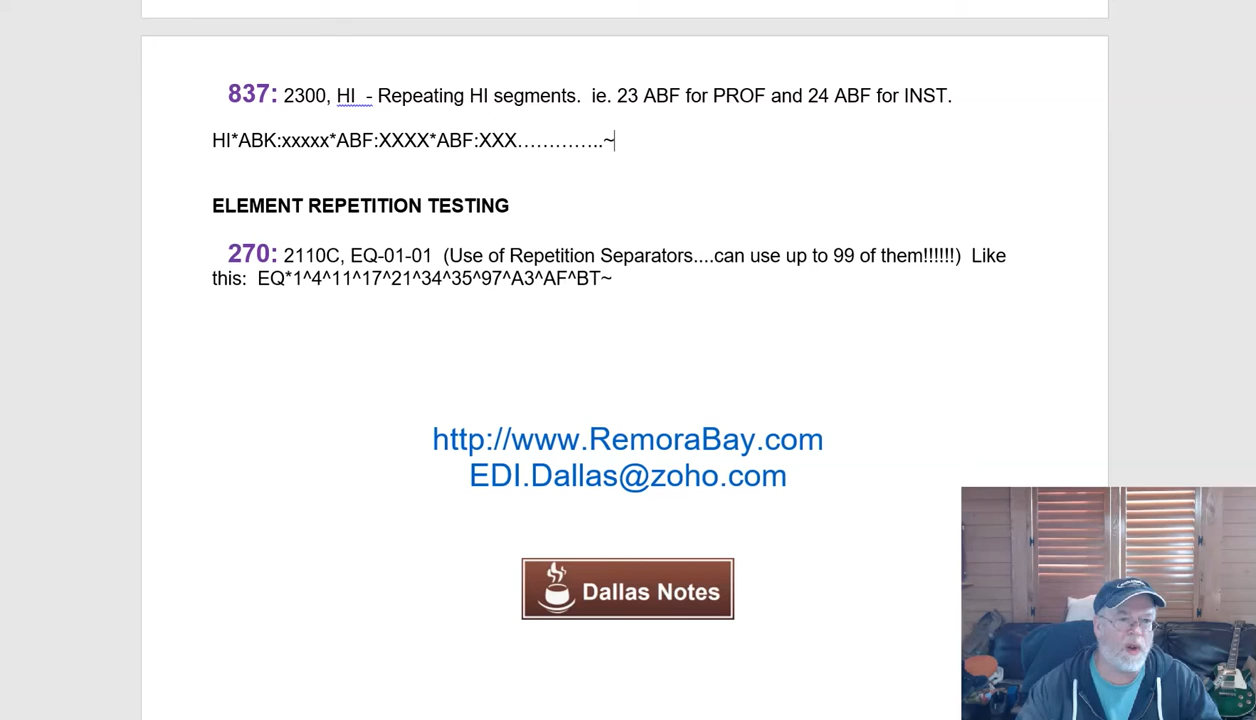 837: 2300, HI - Repeating HI segments. ie. 23 ABF for PROF and 24 ABF for INST.
HI*ABK:xxxxx*ABF:XXXX*ABF:XXX…………..~
ELEMENT REPETITION TESTING
270: 2110C, EQ-01-01 (Use of Repetition Separators....can use up to 99 of them!!!!!!) Like
this: EQ*1^4^11^17^21^34^35^97^A3^AF^BT~
http://www.RemoraBay.com
EDI.Dallas@zoho.com
Dallas Notes